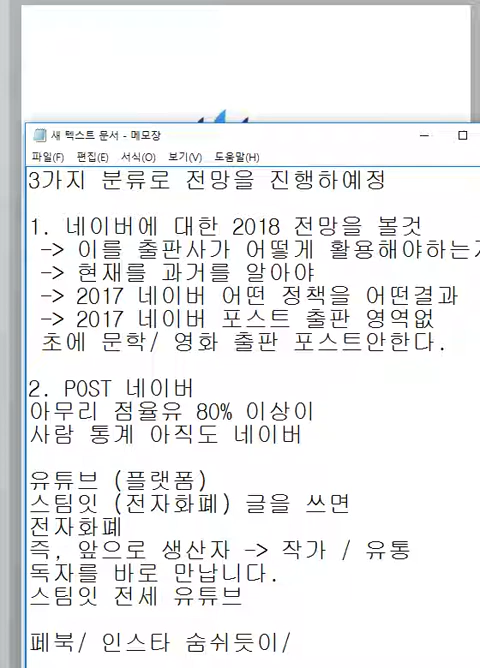 새 텍스트 문서 - 메모장
파일(F) 편집(E) 서식(O) 보기(V) 도움말(H)
3가지 분류로 전망을 진행하예정
1. 네이버에 대한 2018 전망을 볼것
-> 이를 출판사가 어떻게 활용해야하는
-> 현재를 과거를 알아야
-> 2017 네이버 어떤 정책을 어떤결과
-> 2017 네이버 포스트 출판 영역없
초에 문학/ 영화 출판 포스트안한다.
2. POST 네이버
아무리 점율유 80% 이상이
사람 통계 아직도 네이버
유튜브 (플랫폼)
스팀잇 (전자화폐) 글을 쓰면
전자화폐
즉, 앞으로 생산자 -> 작가 / 유통
독자를 바로 만납니다.
스팀잇 전세 유튜브
페북/ 인스타 숨쉬듯이/